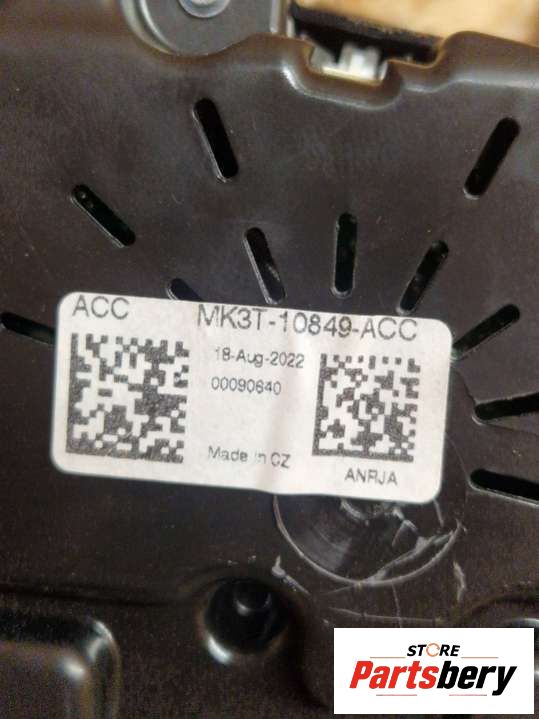 ACC MK3T-10849-ACC
18-Aug-2022
00090640
Made in CZ
ANRJA
STORE
Partsbery